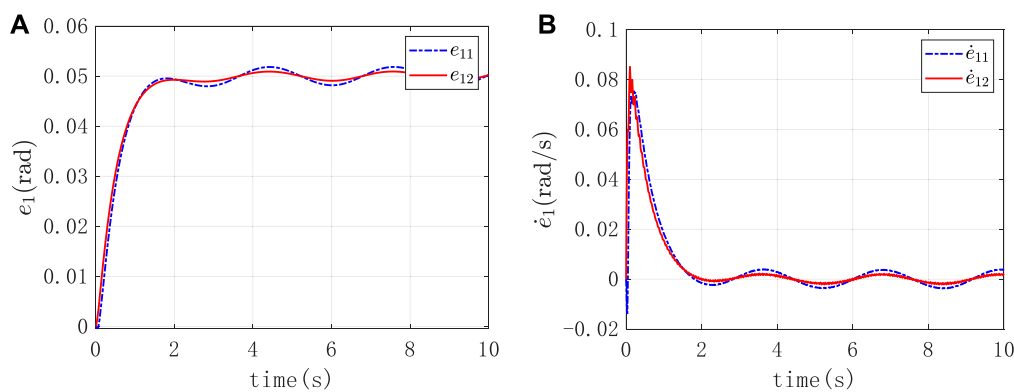 A
0.06
0.05
0.04
0.03
0.02
0.01
0
0 2 4 6 8 10
e₁(rad)
time(s)
e₁₁
e₁₂
B
0.1
0.08
0.06
0.04
0.02
0
-0.02
0 2 4 6 8 10
ė₁(rad/s)
time(s)
ė₁₁
ė₁₂